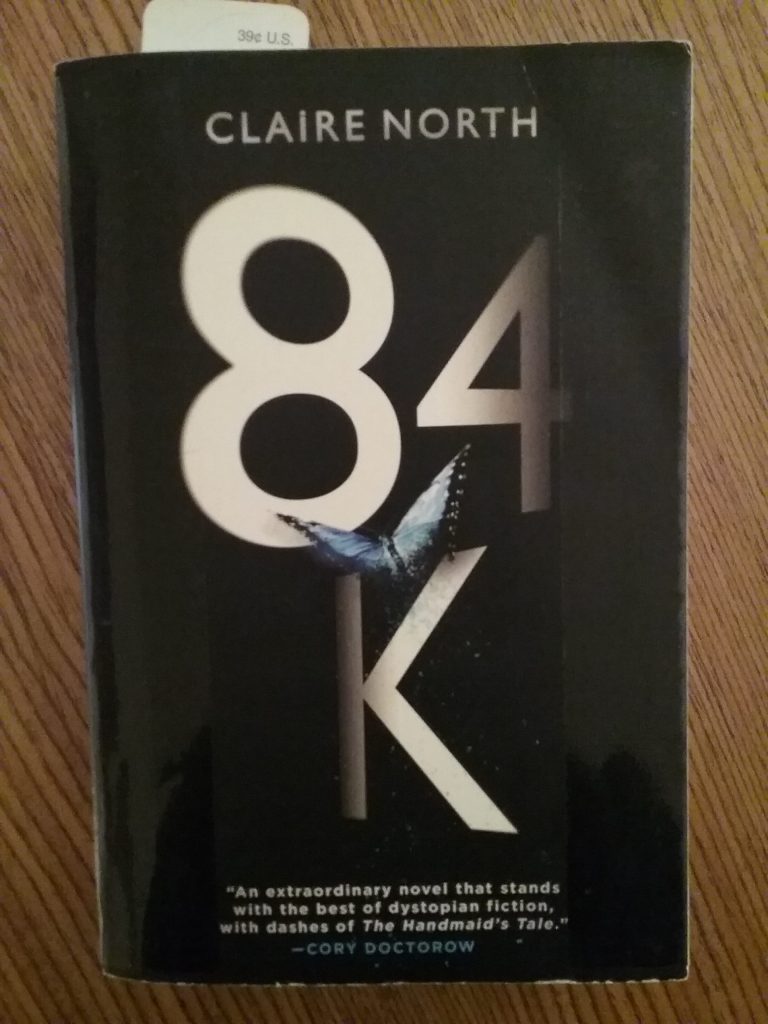 39¢ U.S.
CLAIRE NORTH
84
K
“An extraordinary novel that stands
with the best of dystopian fiction,
with dashes of The Handmaid's Tale.”
—CORY DOCTOROW